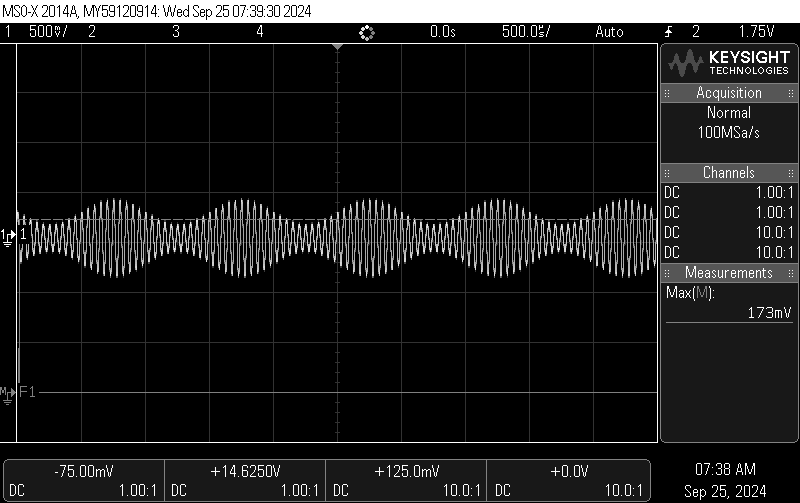 MSO-X 2014A, MY59120914: Wed Sep 25 07:39:30 2024
1 500mV/ 2 3 4 0.0s 500.0us/ Auto 2 1.75V
KEYSIGHT
TECHNOLOGIES
Acquisition
Normal
100MSa/s
Channels
DC 1.00:1
DC 1.00:1
DC 10.0:1
DC 10.0:1
Measurements
Max(M):
173mV
1 1
M F1
-75.00mV +14.6250V +125.0mV +0.0V
DC 1.00:1 DC 1.00:1 DC 10.0:1 DC 10.0:1
07:38 AM
Sep 25, 2024